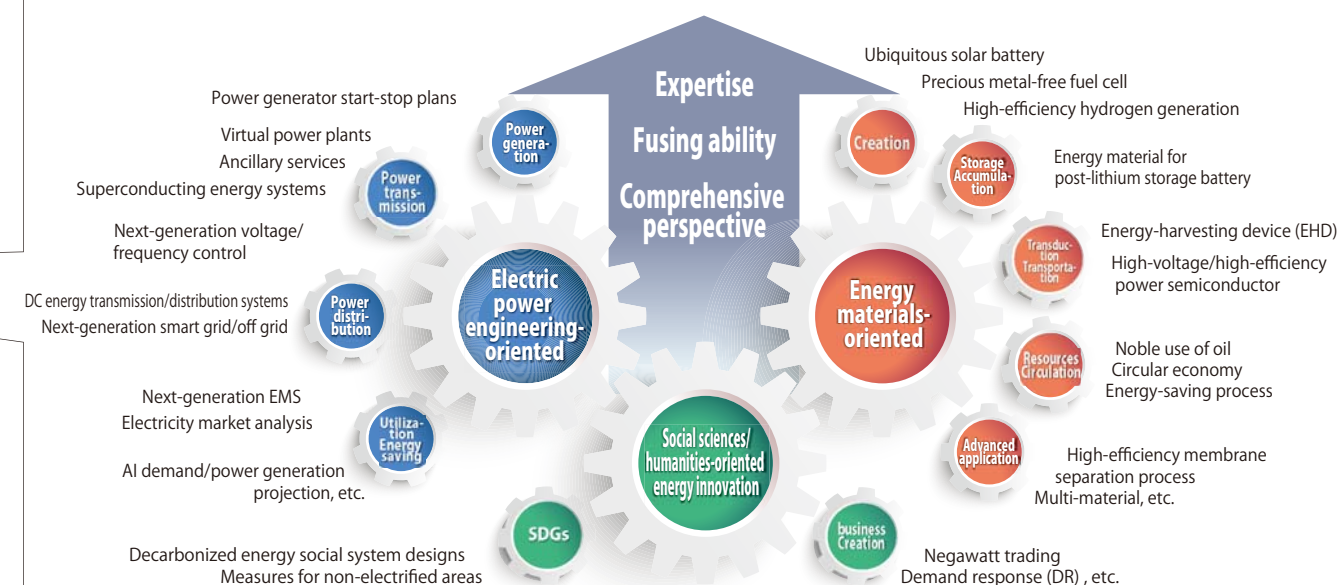 Expertise
Fusing ability
Comprehensive
perspective
Power generator start-stop plans
Power
genera-
tion
Virtual power plants
Ancillary services
Superconducting energy systems
Power
trans-
mission
Next-generation voltage/
frequency control
DC energy transmission/distribution systems
Next-generation smart grid/off grid
Power
distri-
bution
Next-generation EMS
Electricity market analysis
AI demand/power generation
projection, etc.
Utiliza-
tion
Energy
saving
Electric
power
engineering-
oriented
Ubiquitous solar battery
Precious metal-free fuel cell
High-efficiency hydrogen generation
Creation
Storage
Accumula-
tion
Energy material for
post-lithium storage battery
Transduc-
tion
Transporta-
tion
Energy-harvesting device (EHD)
High-voltage/high-efficiency
power semiconductor
Energy
materials-
oriented
Resources
Circulation
Noble use of oil
Circular economy
Energy-saving process
Advanced
application
High-efficiency membrane
separation process
Multi-material, etc.
Social sciences/
humanities-oriented
energy innovation
SDGs
Decarbonized energy social system designs
Measures for non-electrified areas
business
Creation
Negawatt trading
Demand response (DR) , etc.